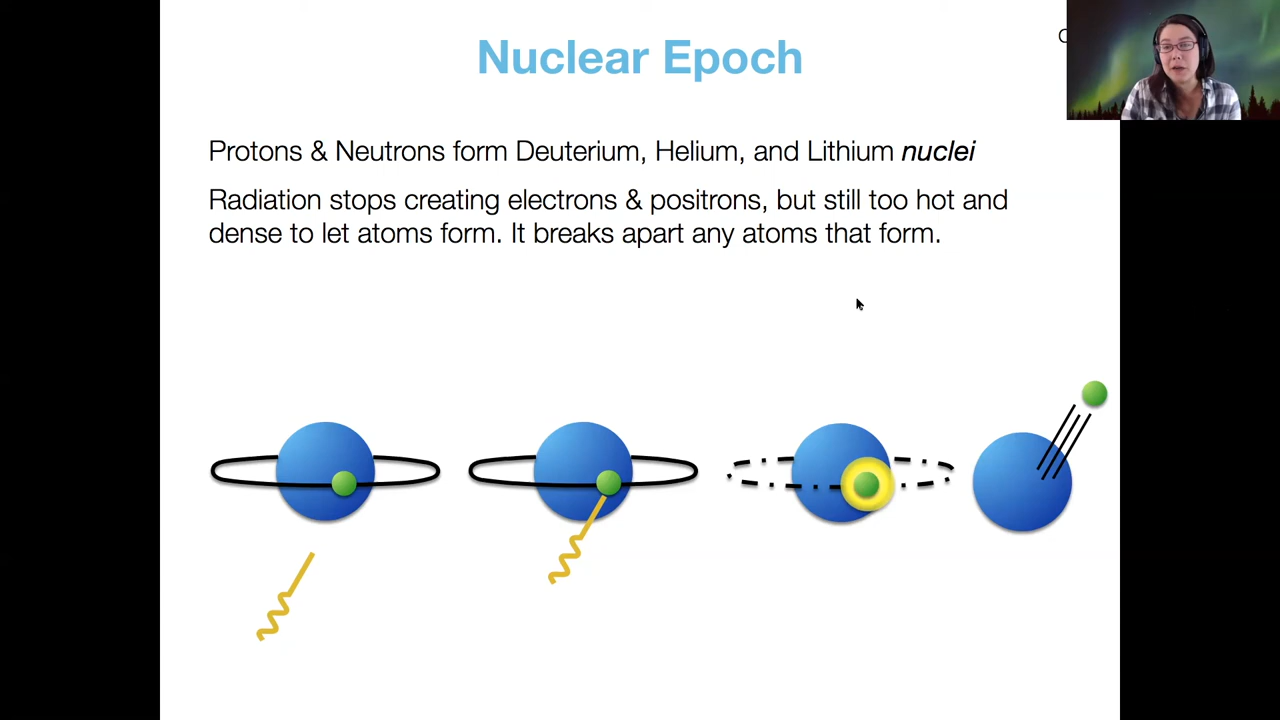 Nuclear Epoch
Protons & Neutrons form Deuterium, Helium, and Lithium nuclei
Radiation stops creating electrons & positrons, but still too hot and
dense to let atoms form. It breaks apart any atoms that form.